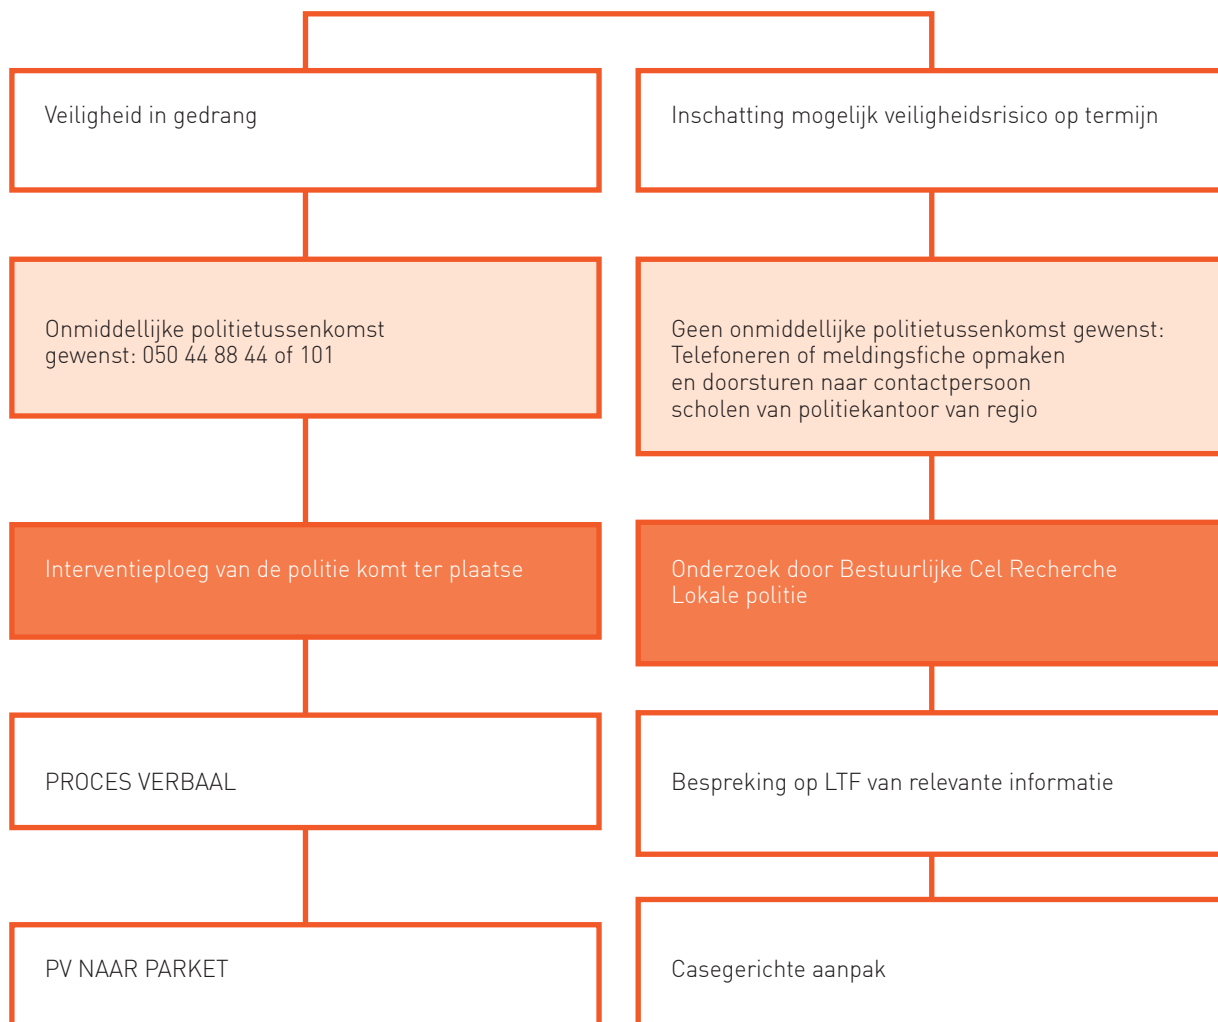 Veiligheid in gedrang
Inschatting mogelijk veiligheidsrisico op termijn
Onmiddellijke politietussenkomst
gewenst: 050 44 88 44 of 101
Geen onmiddellijke politietussenkomst gewenst:
Telefoneren of meldingsfiche opmaken
en doorsturen naar contactpersoon
scholen van politiekantoor van regio
Interventieploeg van de politie komt ter plaatse
Onderzoek door Bestuurlijke Cel Recherche
Lokale politie
PROCES VERBAAL
Bespreking op LTF van relevante informatie
PV NAAR PARKET
Casegerichte aanpak